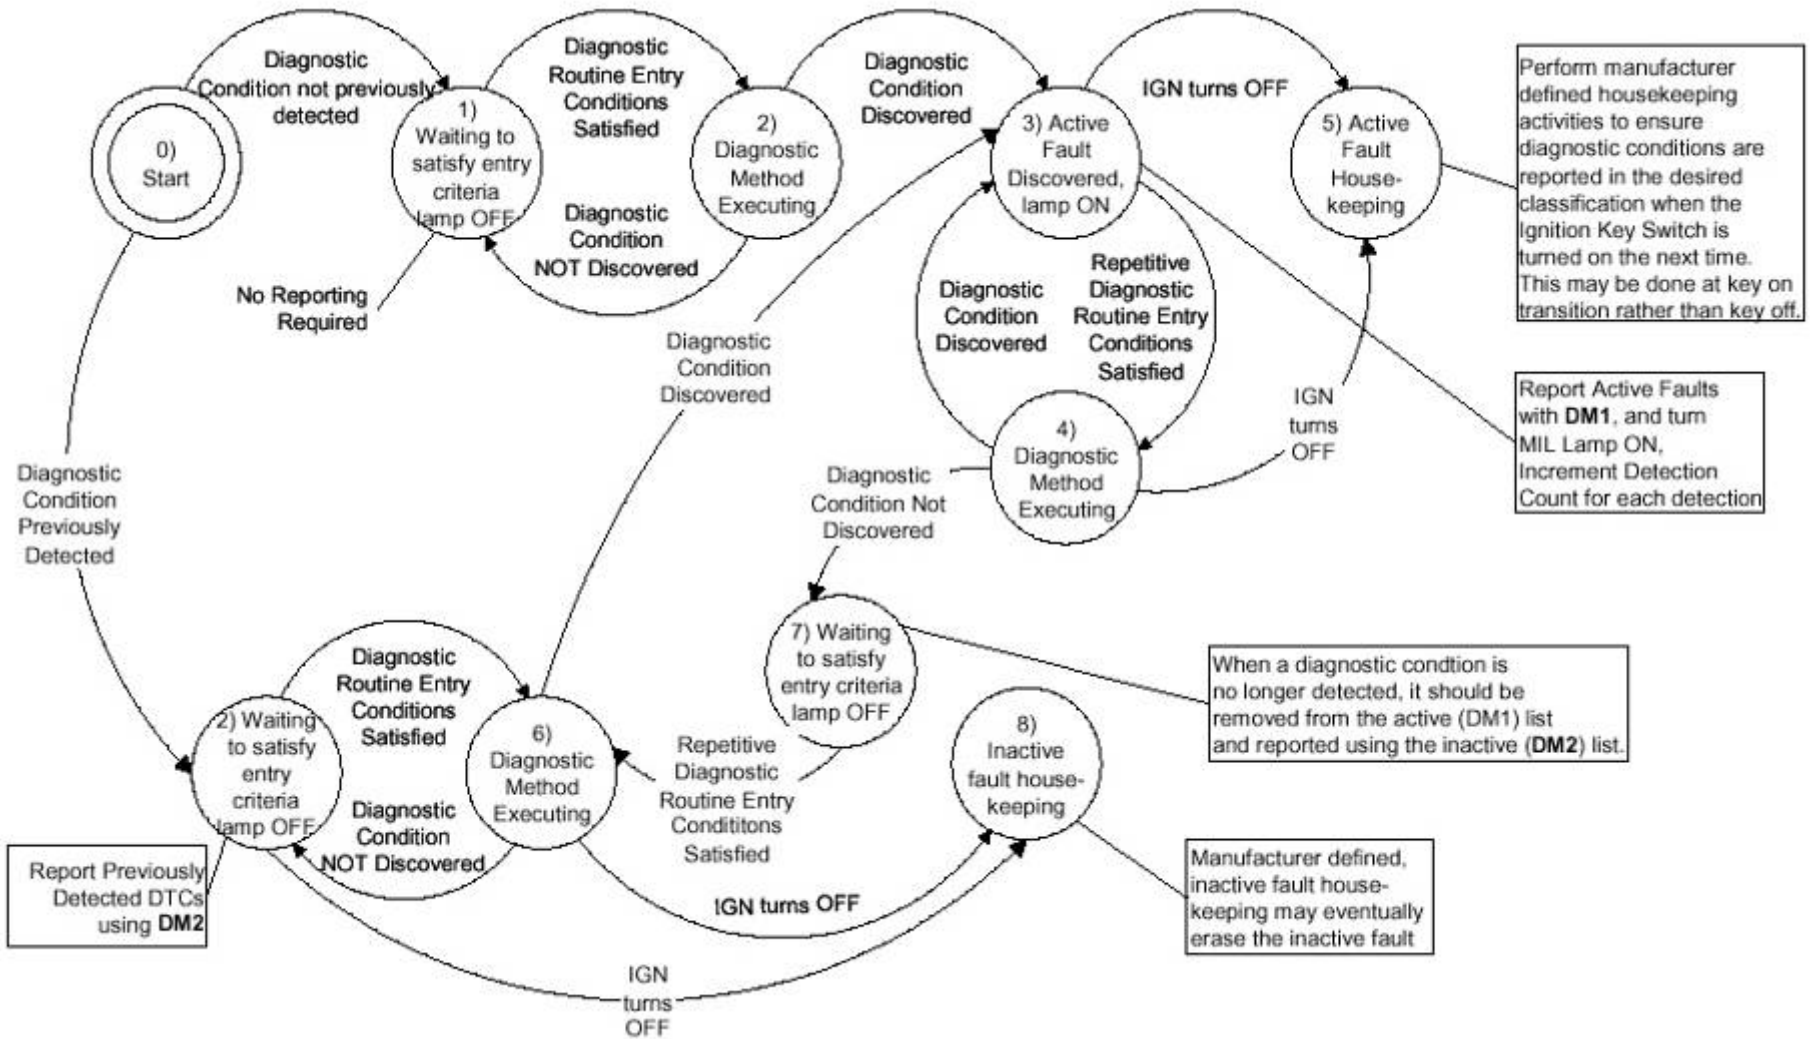 Diagnostic
Condition not previously
detected
0)
Start
1)
Waiting to
satisfy entry
criteria
lamp OFF
No Reporting
Required
Diagnostic
Routine Entry
Conditions
Satisfied
Diagnostic
Condition
NOT Discovered
2)
Diagnostic
Method
Executing
Diagnostic
Condition
Discovered
3) Active
Fault
Discovered,
lamp ON
IGN turns OFF
5) Active
Fault
House-
keeping
Perform manufacturer
defined housekeeping
activities to ensure
diagnostic conditions are
reported in the desired
classification when the
Ignition Key Switch is
turned on the next time.
This may be done at key on
transition rather than key off.
Diagnostic
Condition
Discovered
Diagnostic
Condition
Discovered
Repetitive
Diagnostic
Routine Entry
Conditions
Satisfied
IGN
turns
OFF
Report Active Faults
with DM1, and turn
MIL Lamp ON,
Increment Detection
Count for each detection
4)
Diagnostic
Method
Executing
Diagnostic
Condition Not
Discovered
Diagnostic
Condition
Previously
Detected
7) Waiting
to satisfy
entry criteria
lamp OFF
When a diagnostic condtion is
no longer detected, it should be
removed from the active (DM1) list
and reported using the inactive (DM2) list.
2) Waiting
to satisfy
entry
criteria
lamp OFF
Diagnostic
Routine Entry
Conditions
Satisfied
Diagnostic
Condition
NOT Discovered
6)
Diagnostic
Method
Executing
Repetitive
Diagnostic
Routine Entry
Condititons
Satisfied
8)
Inactive
fault house-
keeping
Report Previously
Detected DTCs
using DM2
IGN turns OFF
IGN
turns
OFF
Manufacturer defined,
inactive fault house-
keeping may eventually
erase the inactive fault